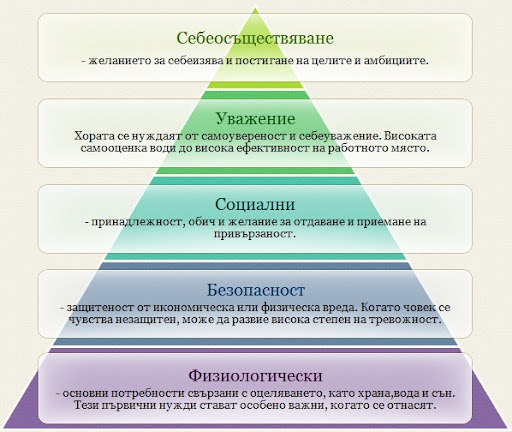 Себеосъществяване
- желанието за себеизява и постигане на целите и амбициите.
Уважение
Хората се нуждаят от самоувереност и себеуважение. Високата
самооценка води до висока ефективност на работното място.
Социални
- принадлежност, обич и желание за отдаване и приемане на
привързаност.
Безопасност
- защитеност от икономическа или физическа вреда. Когато човек се
чувства незащитен, може да развие висока степен на тревожност.
Физиологически
- основни потребности свързани с оцеляването, като храна,вода и сън.
Тези първични нужди стават особено важни, когато се отнасят.